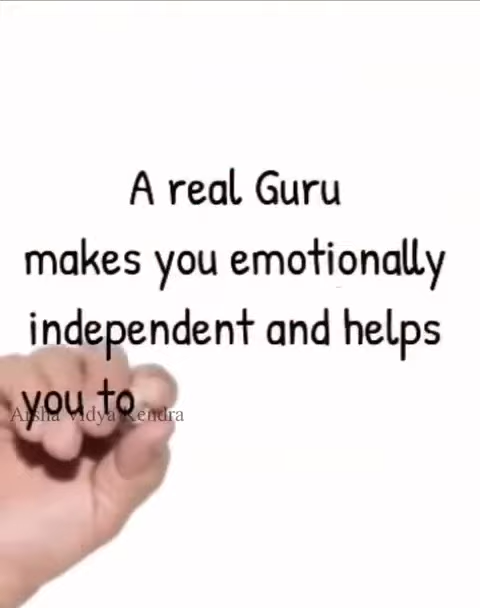 A real Guru
makes you emotionally
independent and helps
you to
Arsha Vidya Kendra